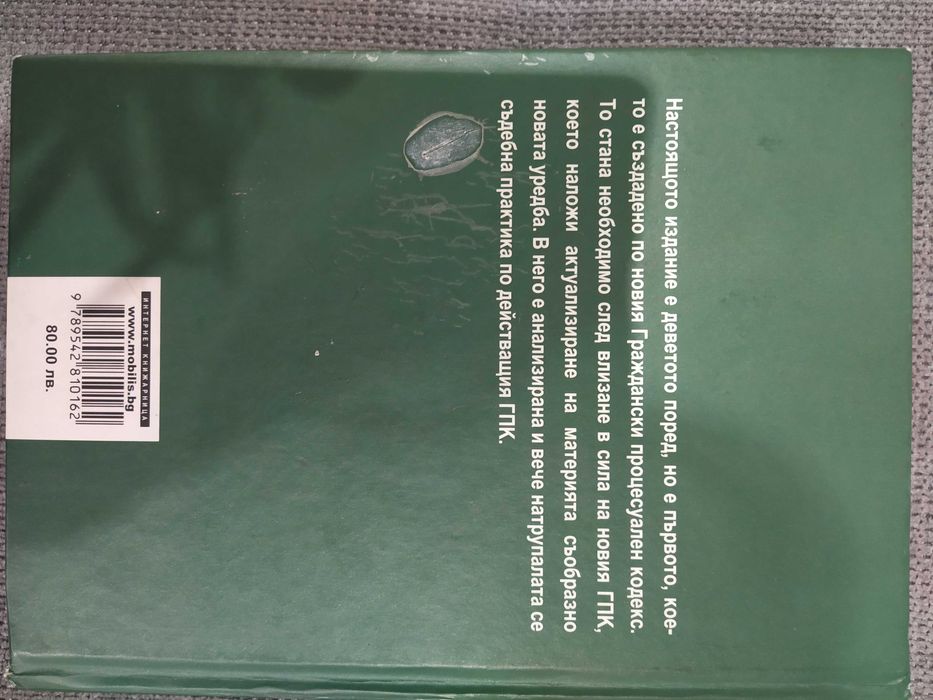 Настоящото издание е деветото поред, но е първото, кое-
то е създадено по новия Граждански процесуален кодекс.
То стана необходимо след влизане в сила на новия ГПК,
което наложи актуализиране на материята съобразно
новата уредба. В него е анализирана и вече натрупалата се
съдебна практика по действащия ГПК.
ИНТЕРНЕТ КНИЖАРНИЦА
www.mobilis.bg
9 789542 810162
80.00 лв.